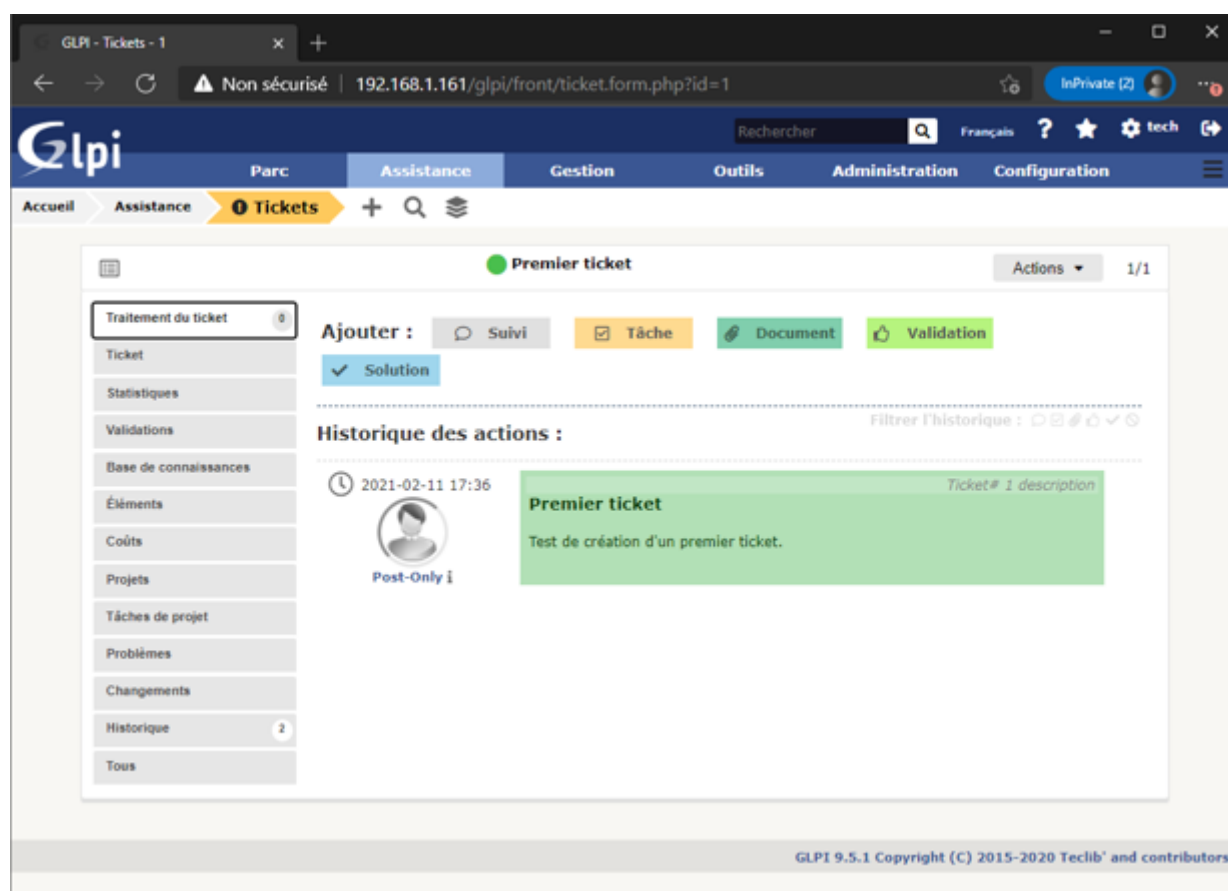 GLPI - Tickets - 1
Non sécurisé | 192.168.1.161/glpi/front/ticket.form.php?id=1
InPrivate (2)
Glpi
Rechercher
Français
?
tech
Parc
Assistance
Gestion
Outils
Administration
Configuration
Accueil
Assistance
Tickets
Premier ticket
Actions
1/1
Traitement du ticket 0
Ticket
Statistiques
Validations
Base de connaissances
Éléments
Coûts
Projets
Tâches de projet
Problèmes
Changements
Historique 2
Tous
Ajouter : Suivi Tâche Document Validation
Solution
Filtrer l'historique :
Historique des actions :
2021-02-11 17:36
Post-Only i
Ticket# 1 description
Premier ticket
Test de création d'un premier ticket.
GLPI 9.5.1 Copyright (C) 2015-2020 Teclib' and contributors